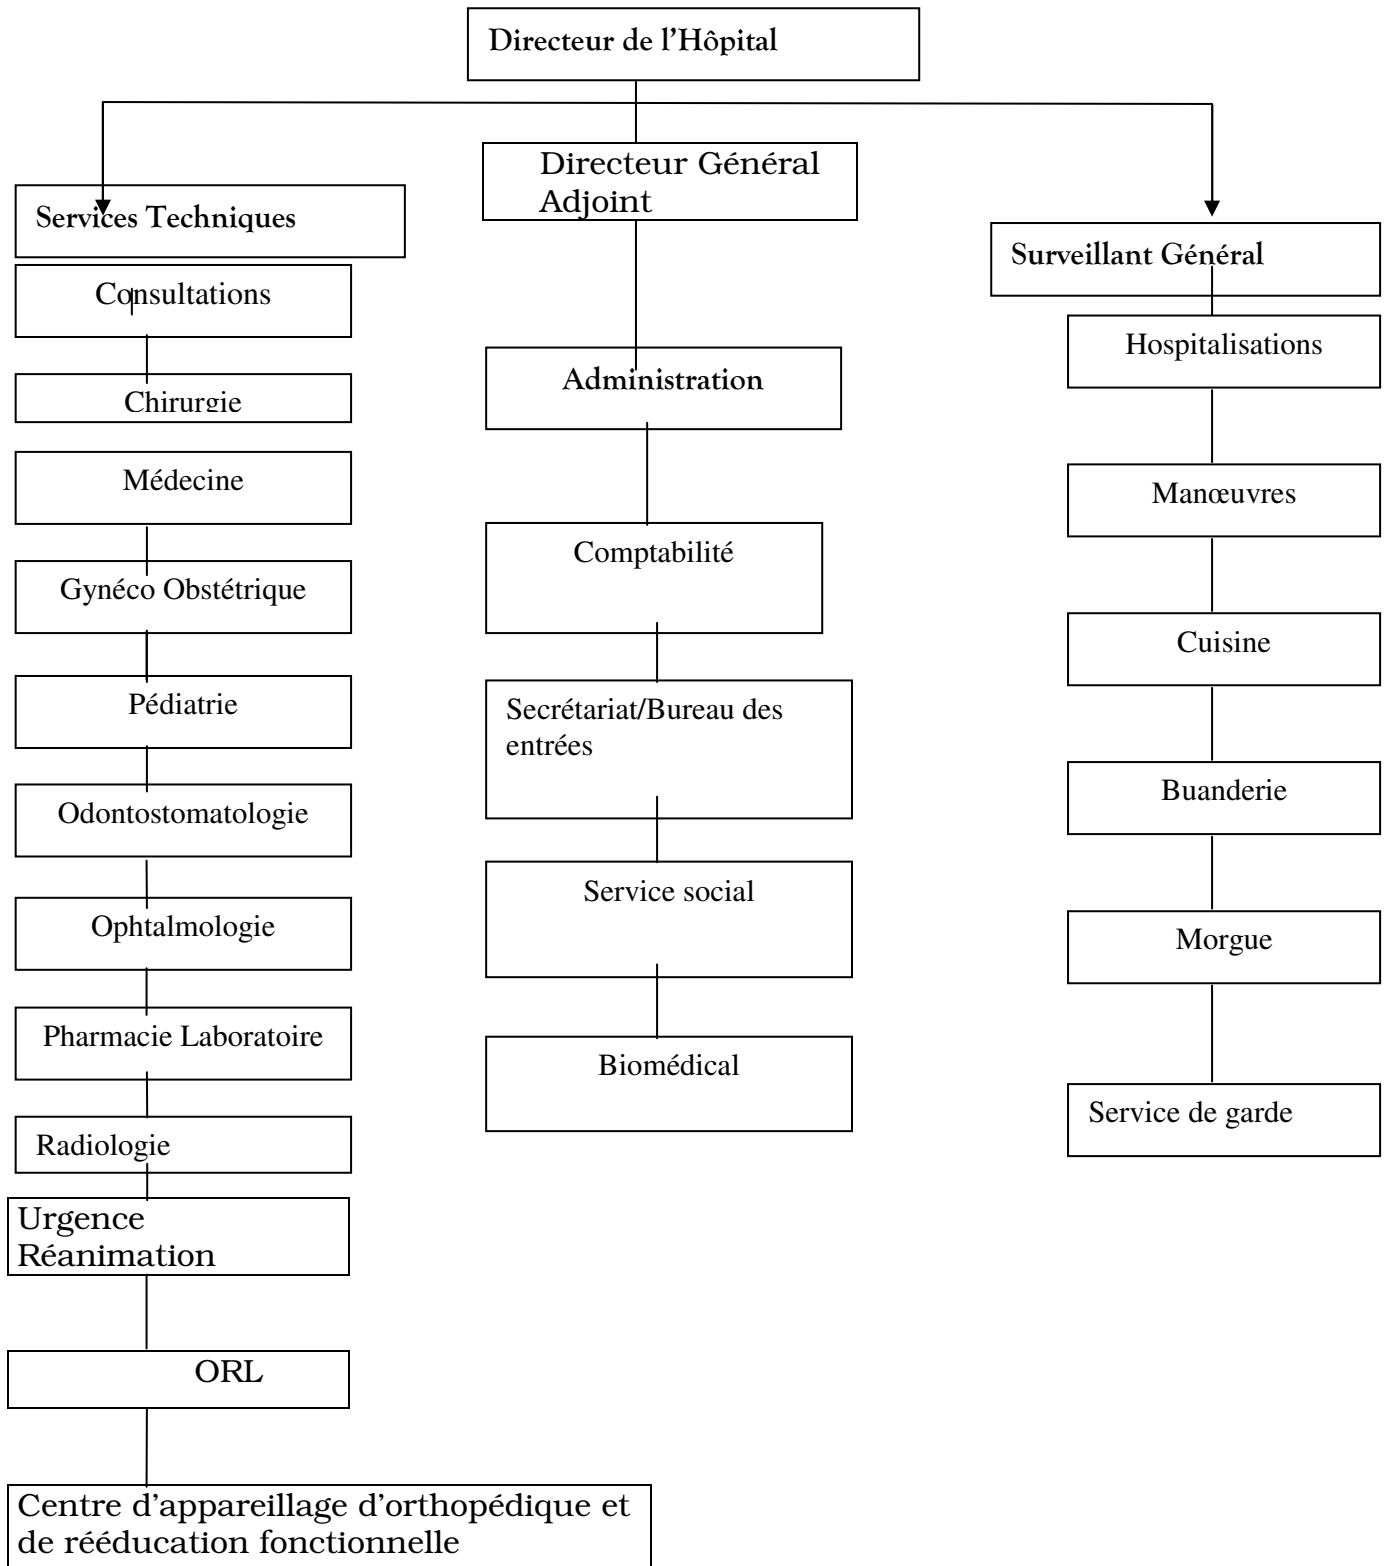 Directeur de l’Hôpital
Directeur Général
Adjoint
Services Techniques
Consultations
Chirurgie
Médecine
Gynéco Obstétrique
Pédiatrie
Odontostomatologie
Ophtalmologie
Pharmacie Laboratoire
Radiologie
Urgence
Réanimation
ORL
Centre d’appareillage d’orthopédique et
de rééducation fonctionnelle
Administration
Comptabilité
Secrétariat/Bureau des
entrées
Service social
Biomédical
Surveillant Général
Hospitalisations
Manœuvres
Cuisine
Buanderie
Morgue
Service de garde